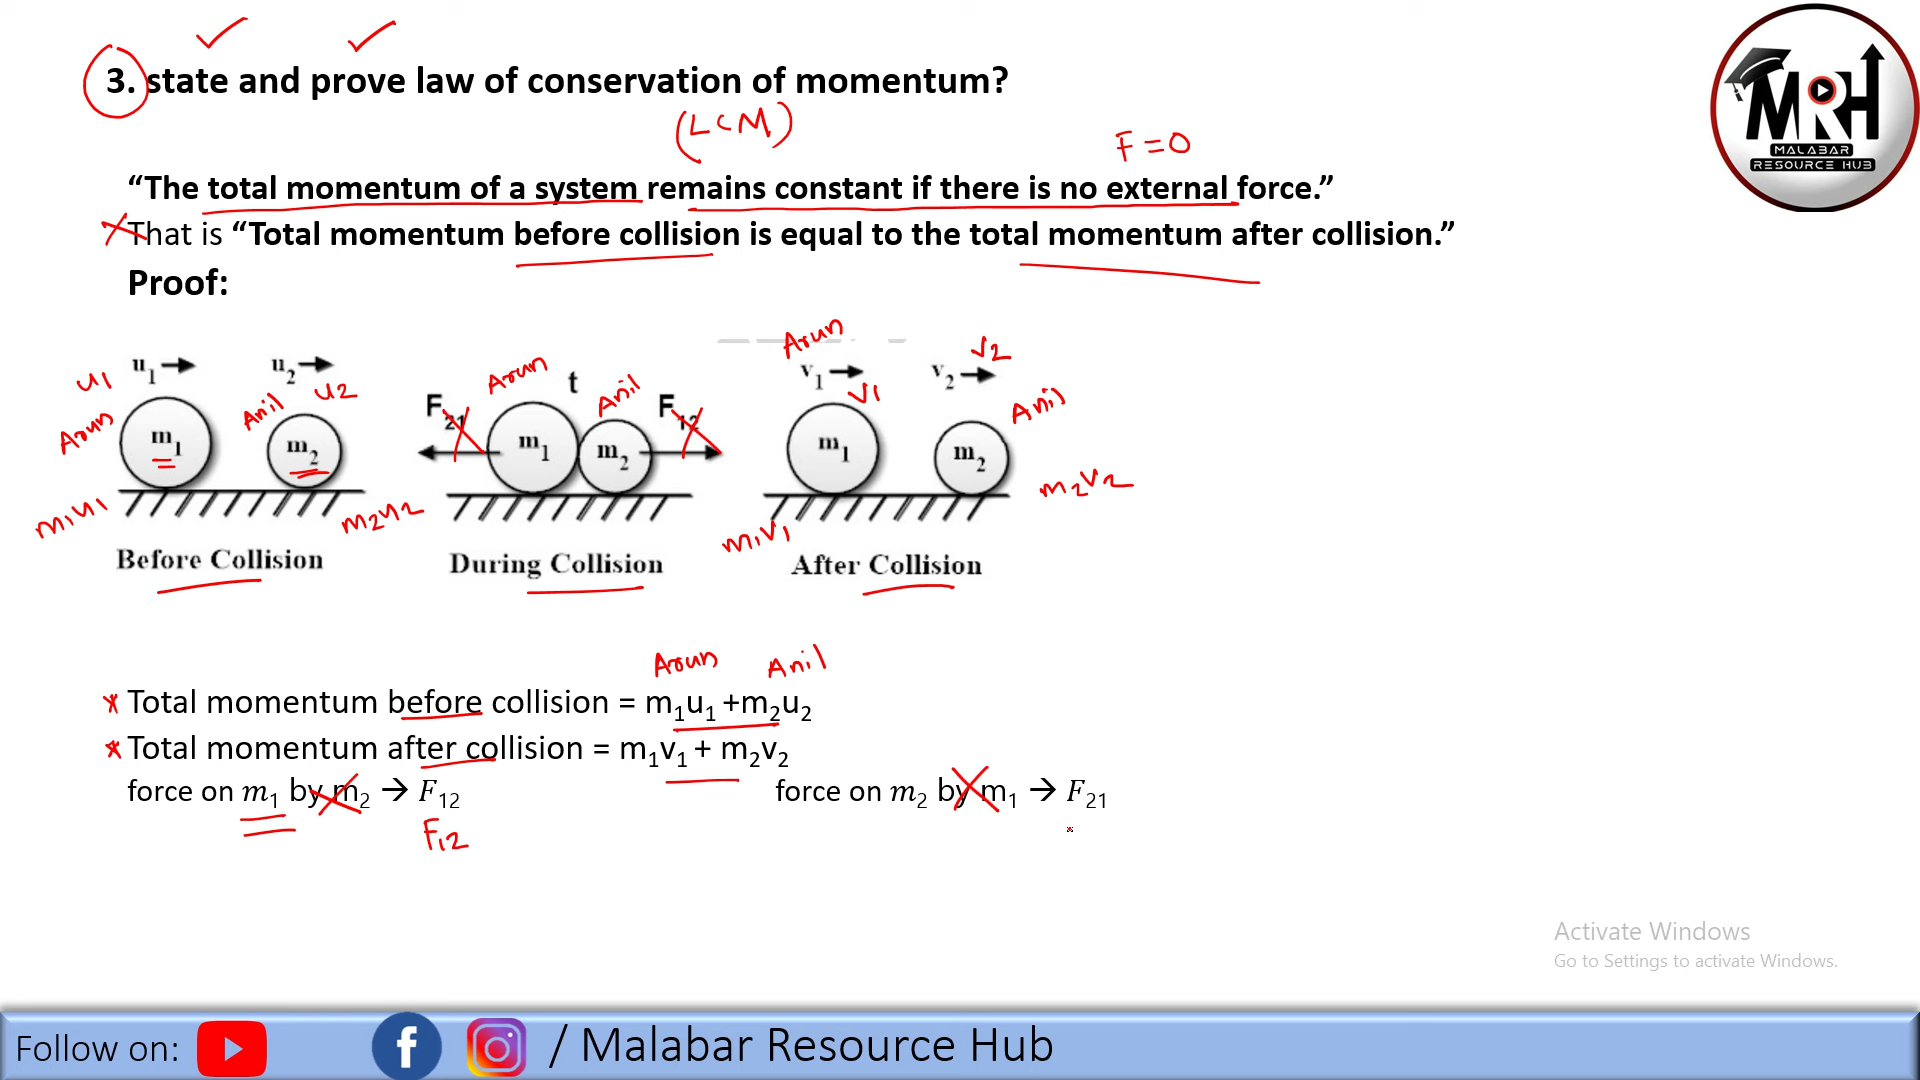 3. state and prove law of conservation of momentum?
(LCM)
F=0
“The total momentum of a system remains constant if there is no external force.”
That is “Total momentum before collision is equal to the total momentum after collision.”
Proof:
MRH
MALABAR
RESOURCE HUB
u1 u1 Arun m1 m1u1
u2 u2 Anil m2 m2u2
Before Collision
F21 Arun t Anil F12
m1 m2
During Collision
Arun v1 v1 m1 m1v1
v2 v2 Anil m2 m2v2
After Collision
Arun Anil
Total momentum before collision = m1u1 +m2u2
Total momentum after collision = m1v1 + m2v2
force on m1 by m2 → F12 force on m2 by m1 → F21
F12
Activate Windows
Go to Settings to activate Windows.
Follow on: f / Malabar Resource Hub